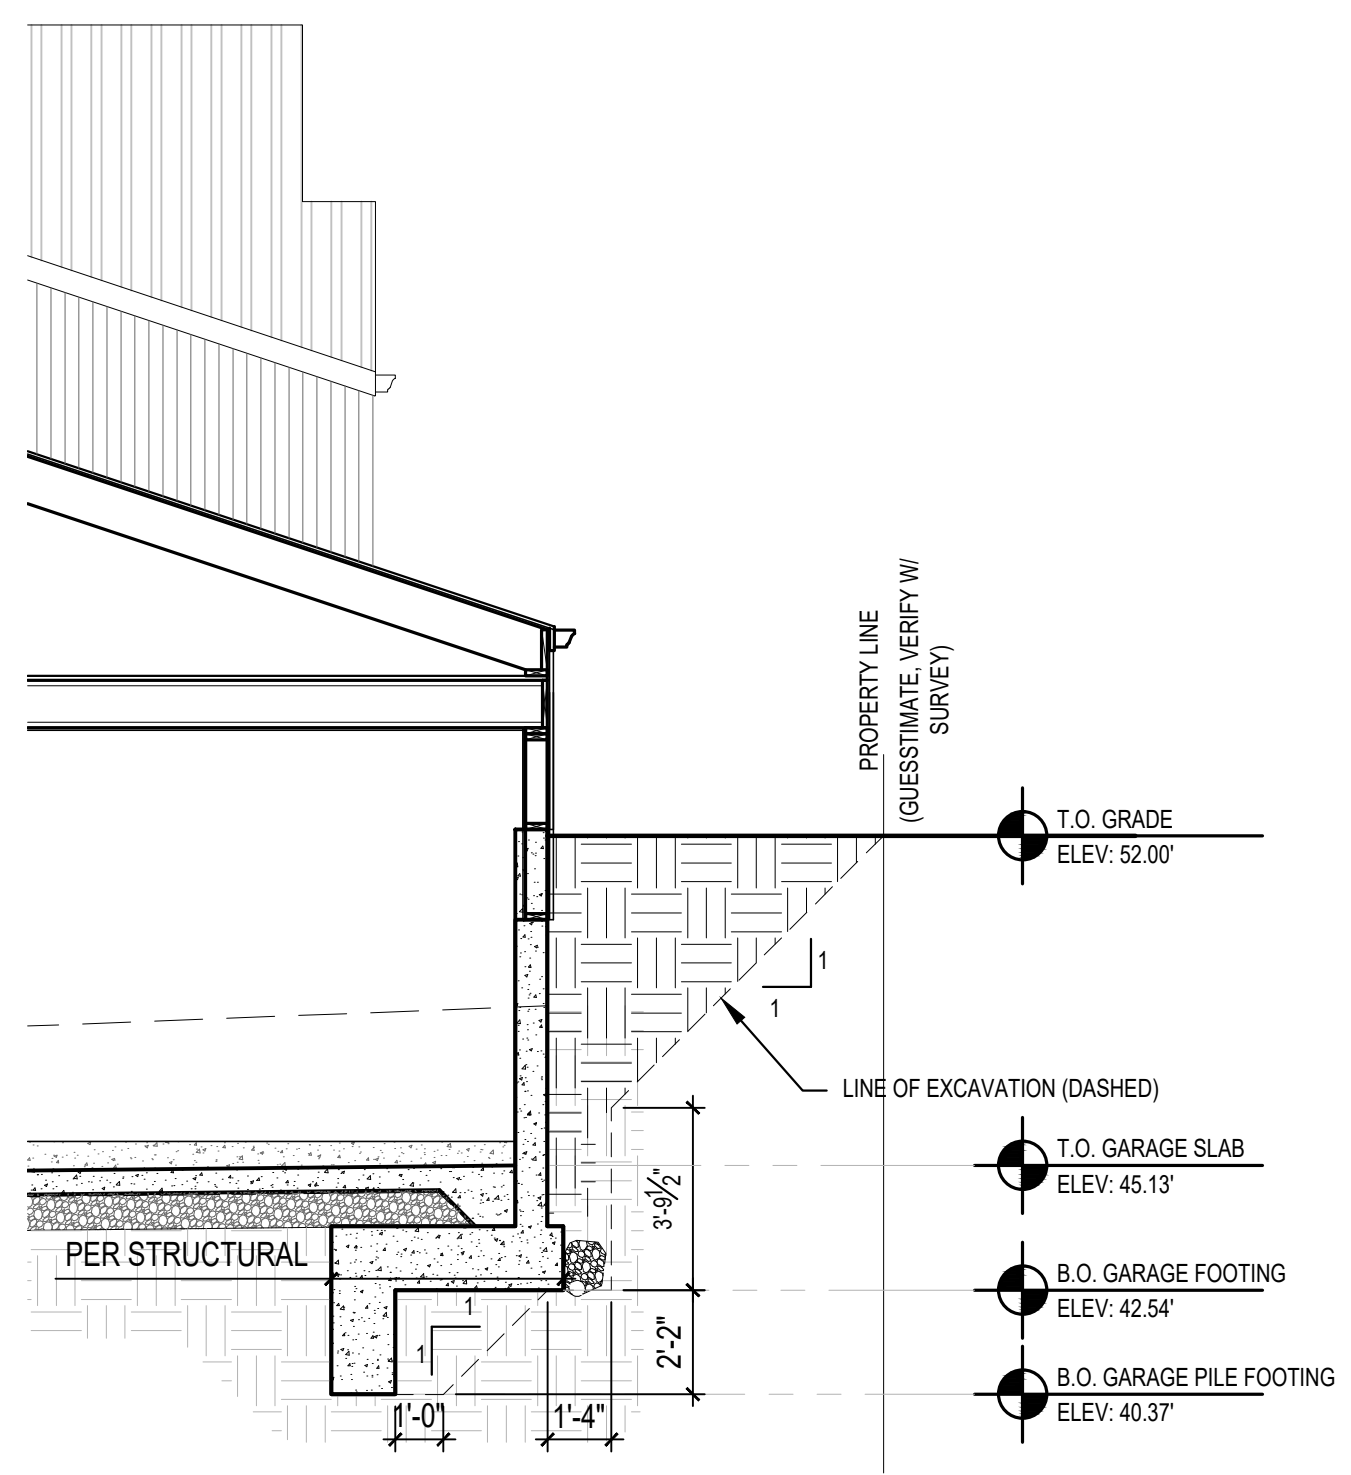 PROPERTY LINE
(GUESSTIMATE, VERIFY W/
SURVEY)
T.O. GRADE
ELEV: 52.00'
1
1
LINE OF EXCAVATION (DASHED)
T.O. GARAGE SLAB
ELEV: 45.13'
3'-9½"
PER STRUCTURAL
B.O. GARAGE FOOTING
ELEV: 42.54'
1
1
2'-2"
B.O. GARAGE PILE FOOTING
ELEV: 40.37'
1'-0"
1'-4"